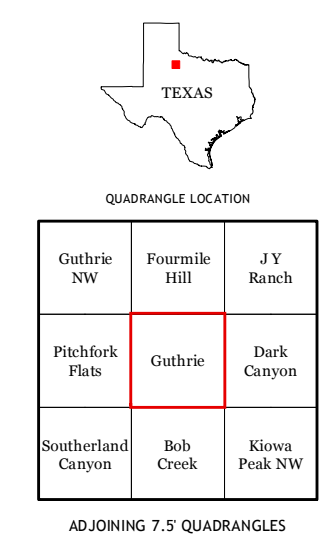 TEXAS
QUADRANGLE LOCATION
Guthrie
NW
Fourmile
Hill
J Y
Ranch
Pitchfork
Flats
Guthrie
Dark
Canyon
Southerland
Canyon
Bob
Creek
Kiowa
Peak NW
ADJOINING 7.5' QUADRANGLES